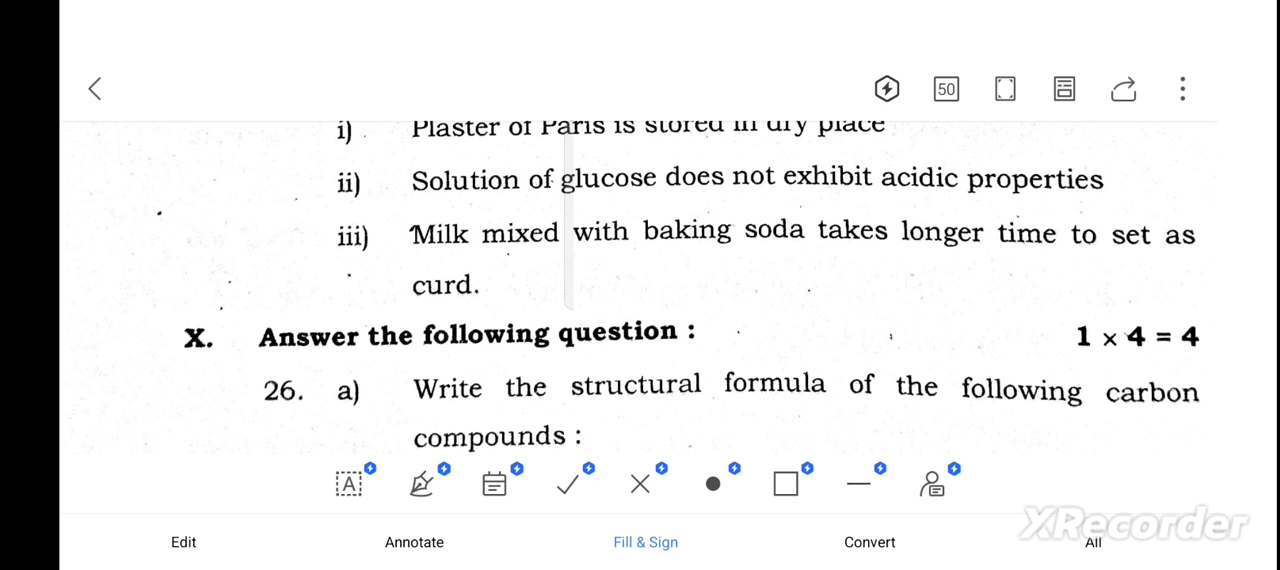 50
i) Plaster of Paris is stored in dry place
ii) Solution of glucose does not exhibit acidic properties
iii) Milk mixed with baking soda takes longer time to set as
curd.
X. Answer the following question : 1 × 4 = 4
26. a) Write the structural formula of the following carbon
compounds :
A
Edit Annotate Fill & Sign Convert All
XRecorder